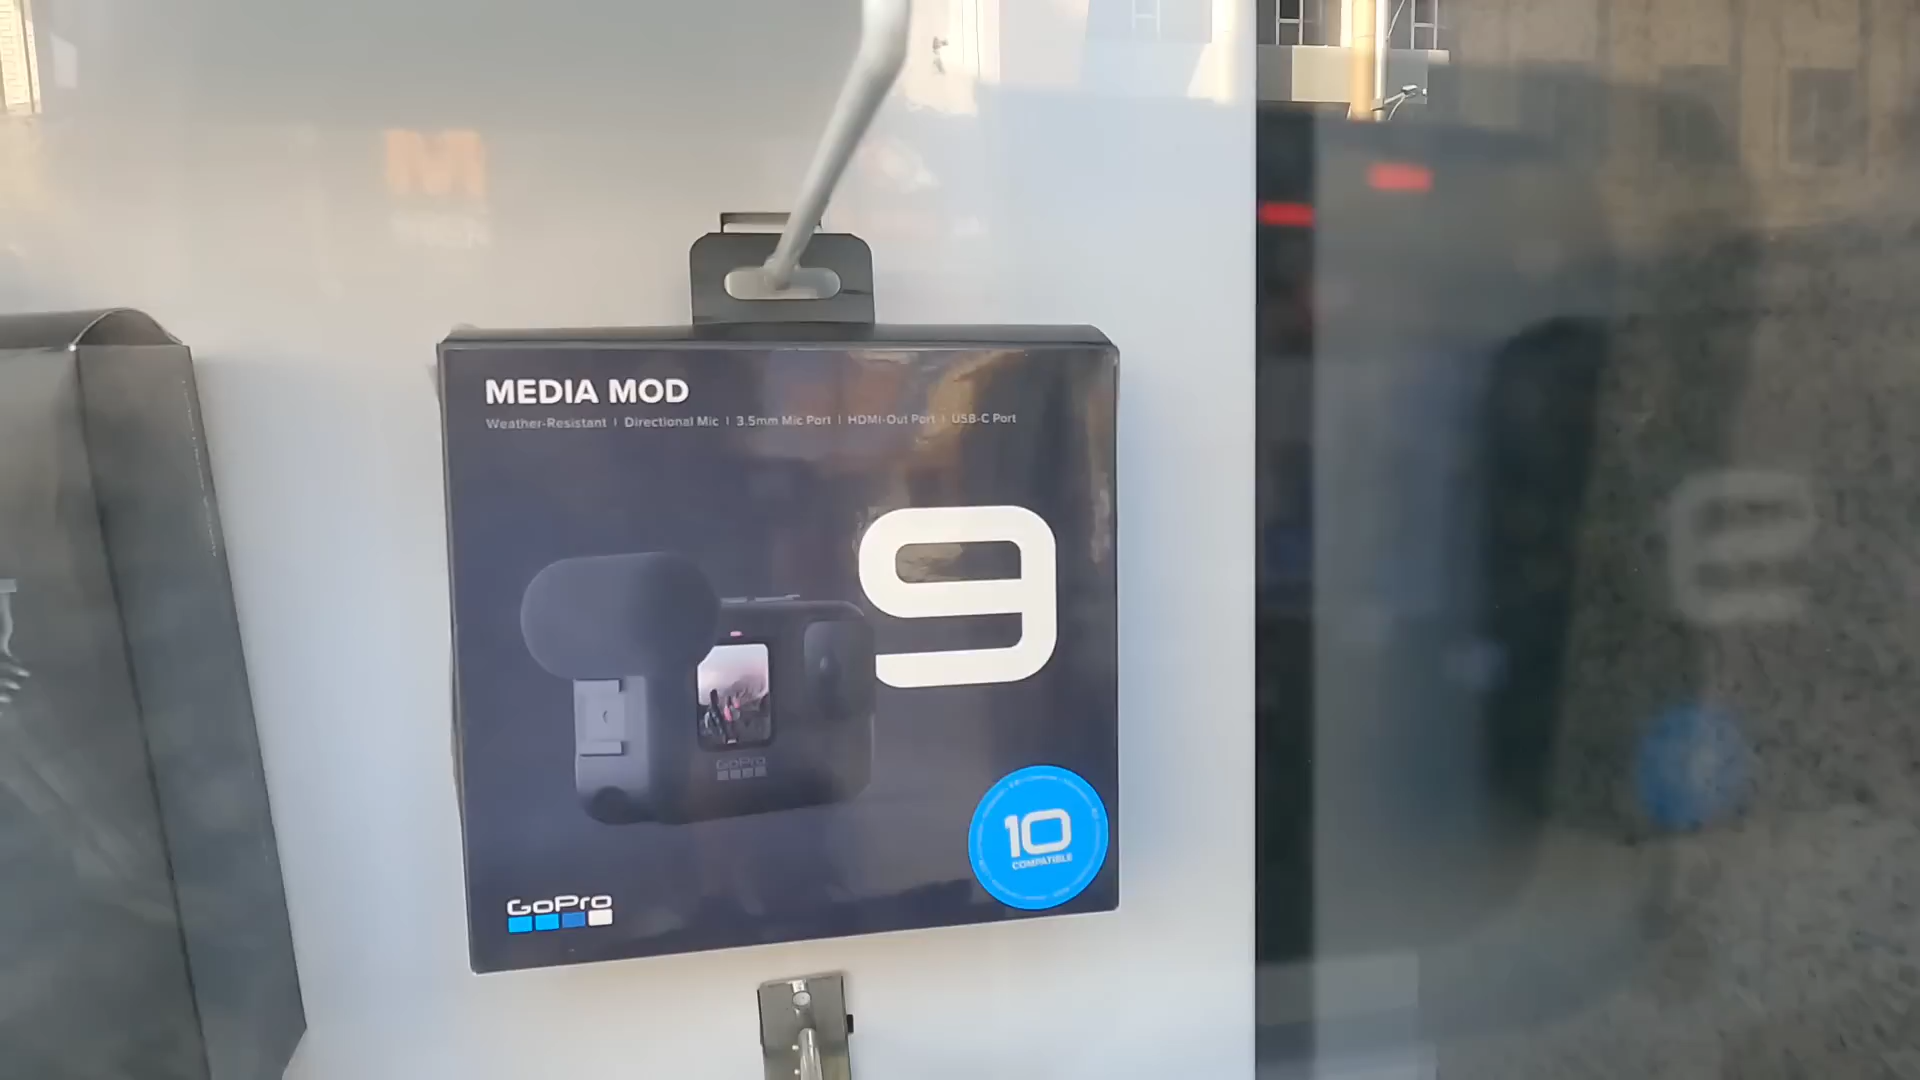 M
MEDIA MOD
Weather-Resistant | Directional Mic | 3.5mm Mic Port | HDMI-Out Port | USB-C Port
9
GoPro
10
COMPATIBLE
GoPro